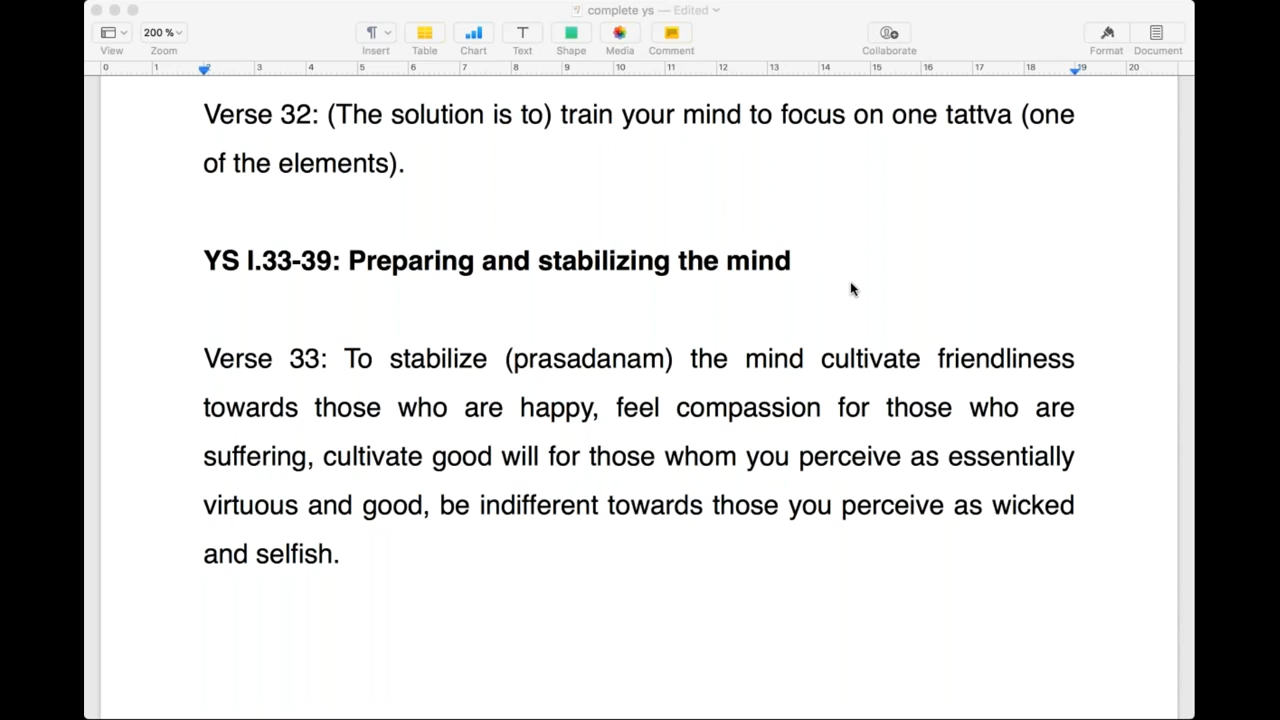 complete ys — Edited
View
200 %
Zoom
Insert
Table
Chart
Text
Shape
Media
Comment
Collaborate
Format
Document
0 1 2 3 4 5 6 7 8 9 10 11 12 13 14 15 16 17 18 19 20
Verse 32: (The solution is to) train your mind to focus on one tattva (one
of the elements).
YS I.33-39: Preparing and stabilizing the mind
Verse 33: To stabilize (prasadanam) the mind cultivate friendliness
towards those who are happy, feel compassion for those who are
suffering, cultivate good will for those whom you perceive as essentially
virtuous and good, be indifferent towards those you perceive as wicked
and selfish.